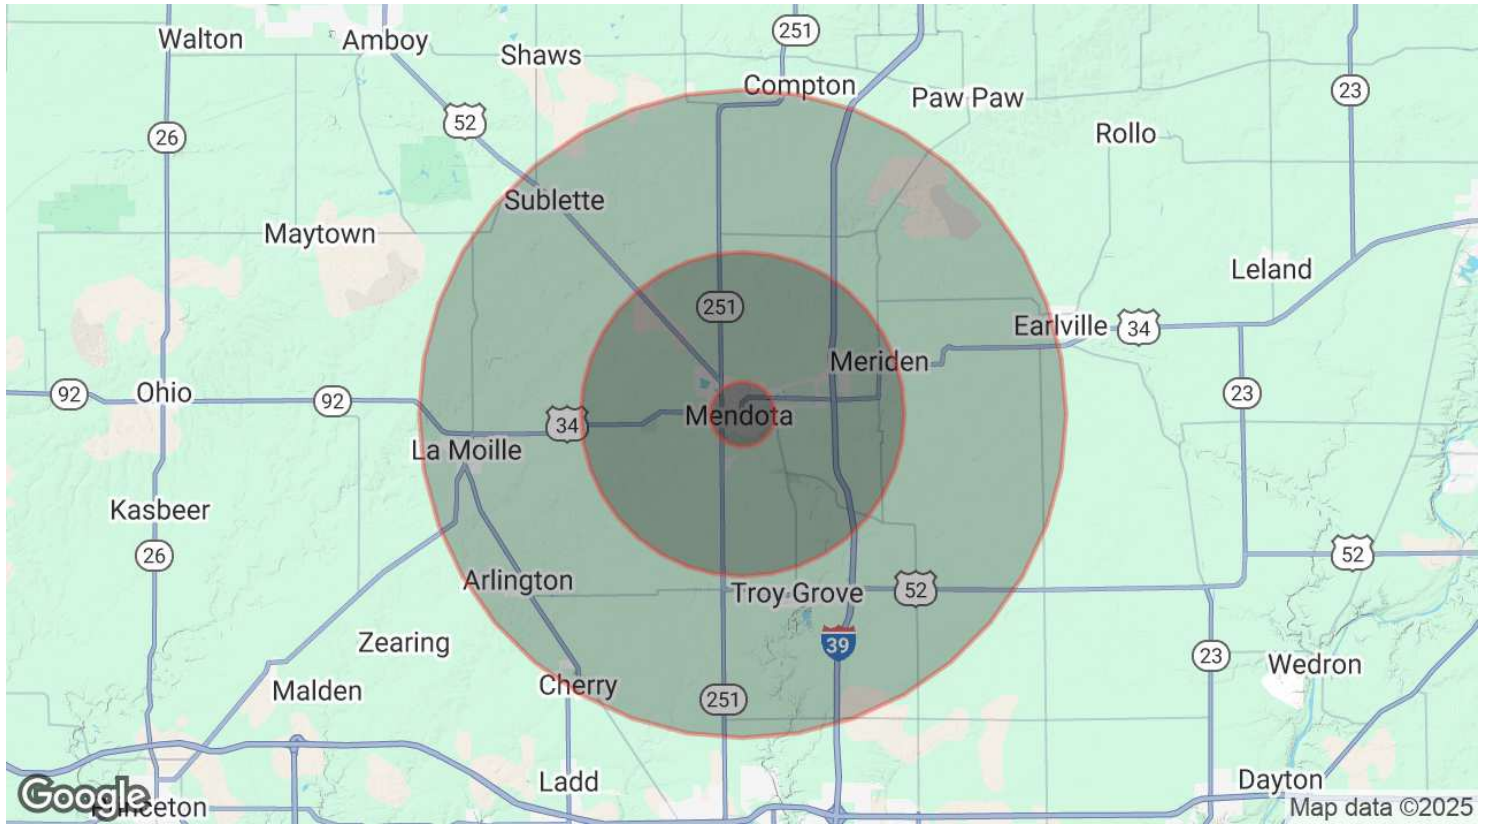 251
Walton
Amboy
Shaws
Compton
Paw Paw
23
52
26
Rollo
Sublette
Maytown
Leland
251
Earlville
34
Meriden
92
Ohio
92
23
Mendota
34
La Moille
Kasbeer
26
52
Arlington
Troy Grove
52
39
Zearing
23
Wedron
Malden
Cherry
251
Ladd
Dayton
Google
Princeton
Map data ©2025